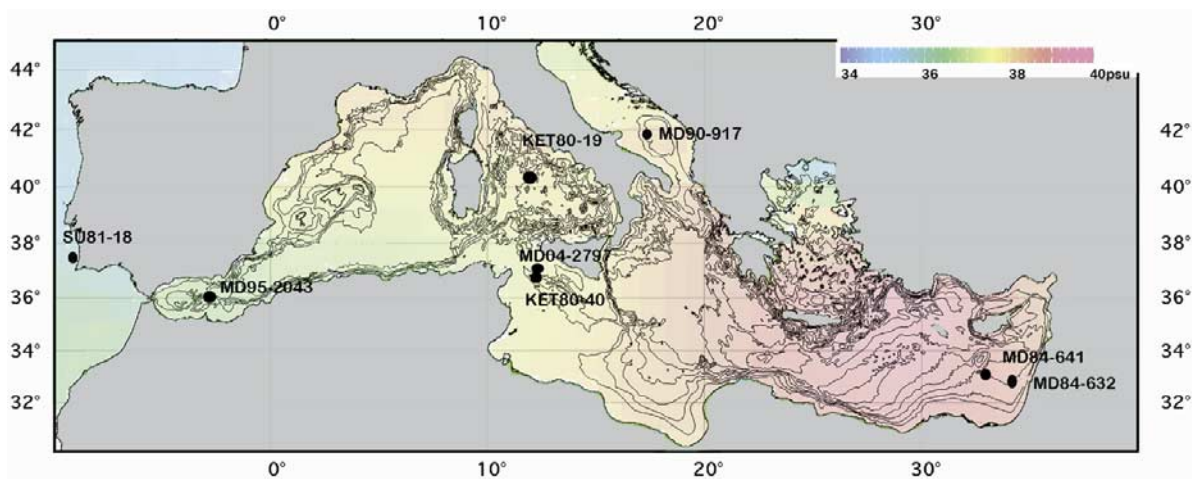 0° 10° 20° 30°
34 36 38 40psu
44°
42° 42°
KET80-19 MD90-917
40° 40°
SU81-18
38° 38°
MD04-2797
MD95-2043
36° 36°
KET80-40
34° 34°
MD84-641
MD84-632
32° 32°
0° 10° 20° 30°